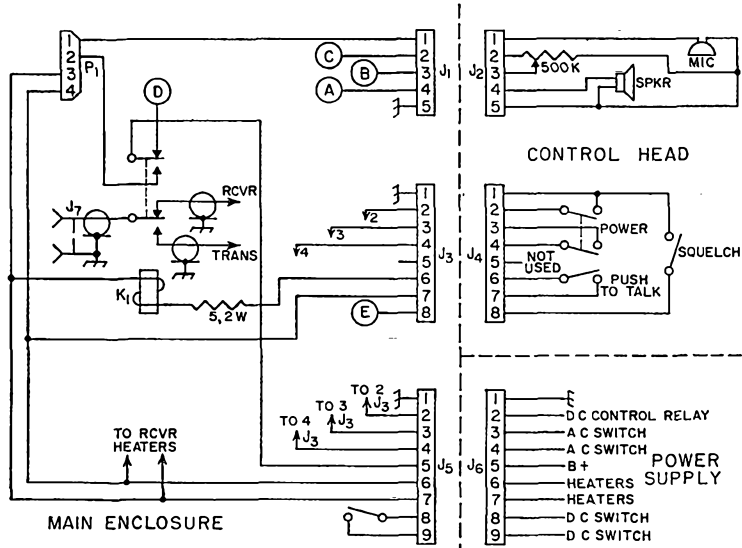 1
2
3
4
P1
C
B
A
D
1
2
3
4
5
J1
J2
1
2
3
4
5
500K
MIC
SPKR
CONTROL HEAD
J7
RCVR
TRANS
K1
5, 2W
2
3
4
E
1
2
3
4
5
6
7
8
J3
J4
1
2
3
4
5
6
7
8
POWER
NOT
USED
PUSH
TO TALK
SQUELCH
TO 2
J3
TO 3
J3
TO 4
J3
TO RCVR
HEATERS
MAIN ENCLOSURE
1
2
3
4
5
6
7
8
9
J5
J6
1
2
3
4
5
6
7
8
9
DC CONTROL RELAY
AC SWITCH
AC SWITCH
B+
HEATERS
HEATERS
DC SWITCH
DC SWITCH
POWER
SUPPLY